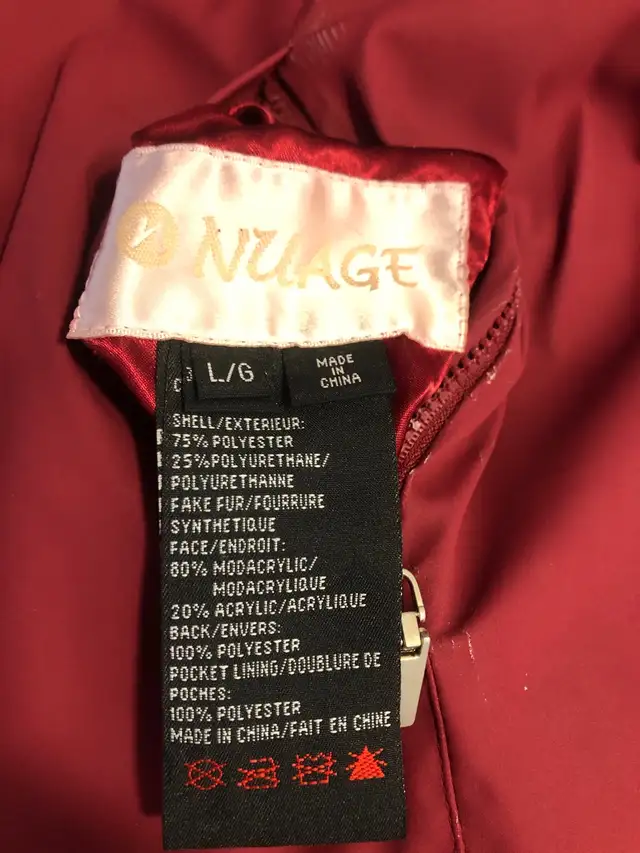 NUAGE
L/G
MADE
IN
CHINA
SHELL/EXTERIEUR:
75% POLYESTER
25%POLYURETHANE/
POLYURETHANNE
FAKE FUR/FOURRURE
SYNTHETIQUE
FACE/ENDROIT:
80% MODACRYLIC/
MODACRYLIQUE
20% ACRYLIC/ACRYLIQUE
BACK/ENVERS:
100% POLYESTER
POCKET LINING/DOUBLURE DE
POCHES:
100% POLYESTER
MADE IN CHINA/FAIT EN CHINE